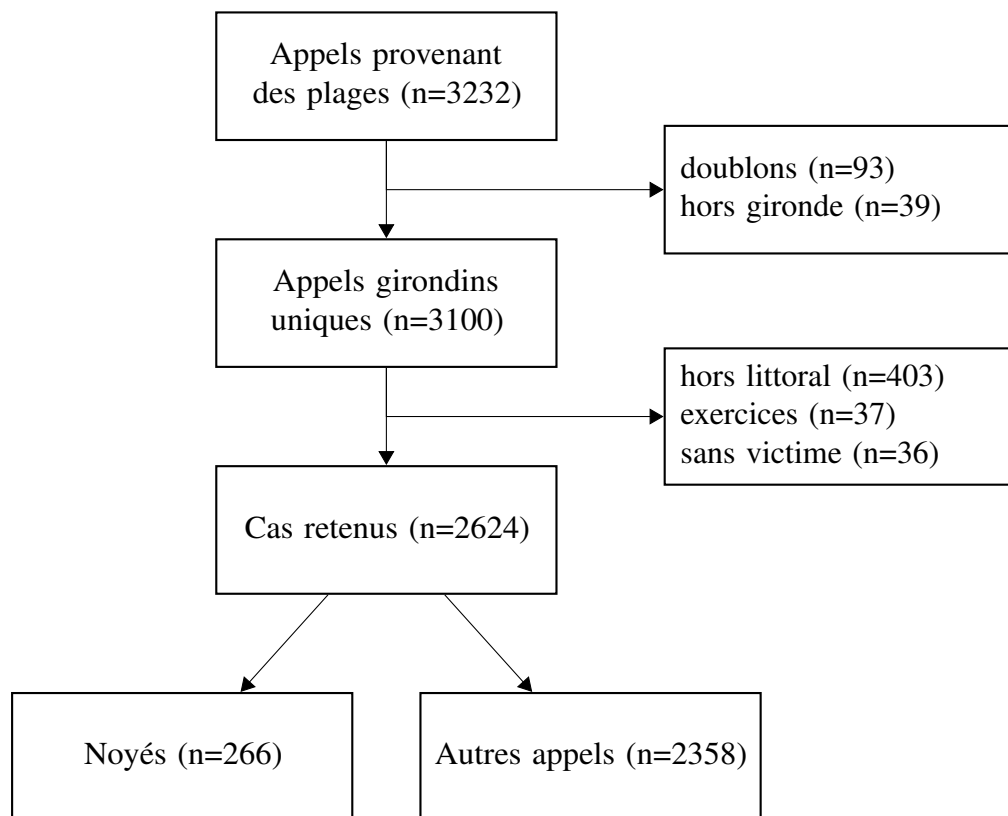 Appels provenant
des plages (n=3232)
doublons (n=93)
hors gironde (n=39)
Appels girondins
uniques (n=3100)
hors littoral (n=403)
exercices (n=37)
sans victime (n=36)
Cas retenus (n=2624)
Noyés (n=266)
Autres appels (n=2358)